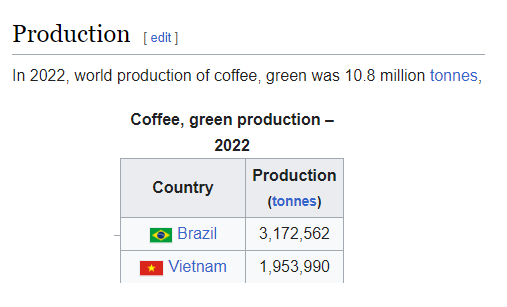 Production [ edit ]
In 2022, world production of coffee, green was 10.8 million tonnes,
Coffee, green production –
2022
Country Production
(tonnes)
Brazil 3,172,562
Vietnam 1,953,990